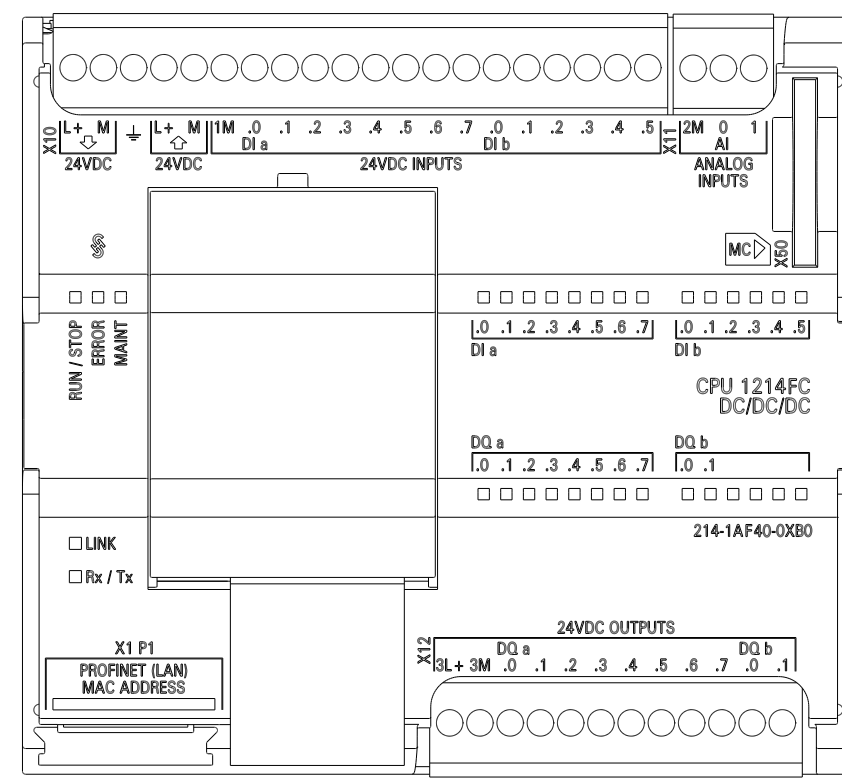 X10
L+ M
24VDC
L+ M
24VDC
1M .0 .1 .2 .3 .4 .5 .6 .7 .0 .1 .2 .3 .4 .5
DI a DI b
24VDC INPUTS
X11
2M 0 1
AI
ANALOG
INPUTS
MC
X50
RUN / STOP
ERROR
MAINT
.0 .1 .2 .3 .4 .5 .6 .7
DI a
.0 .1 .2 .3 .4 .5
DI b
CPU 1214FC
DC/DC/DC
DQ a
.0 .1 .2 .3 .4 .5 .6 .7
DQ b
.0 .1
214-1AF40-0XB0
LINK
Rx / Tx
X1 P1
PROFINET (LAN)
MAC ADDRESS
X12
24VDC OUTPUTS
DQ a DQ b
3L+ 3M .0 .1 .2 .3 .4 .5 .6 .7 .0 .1